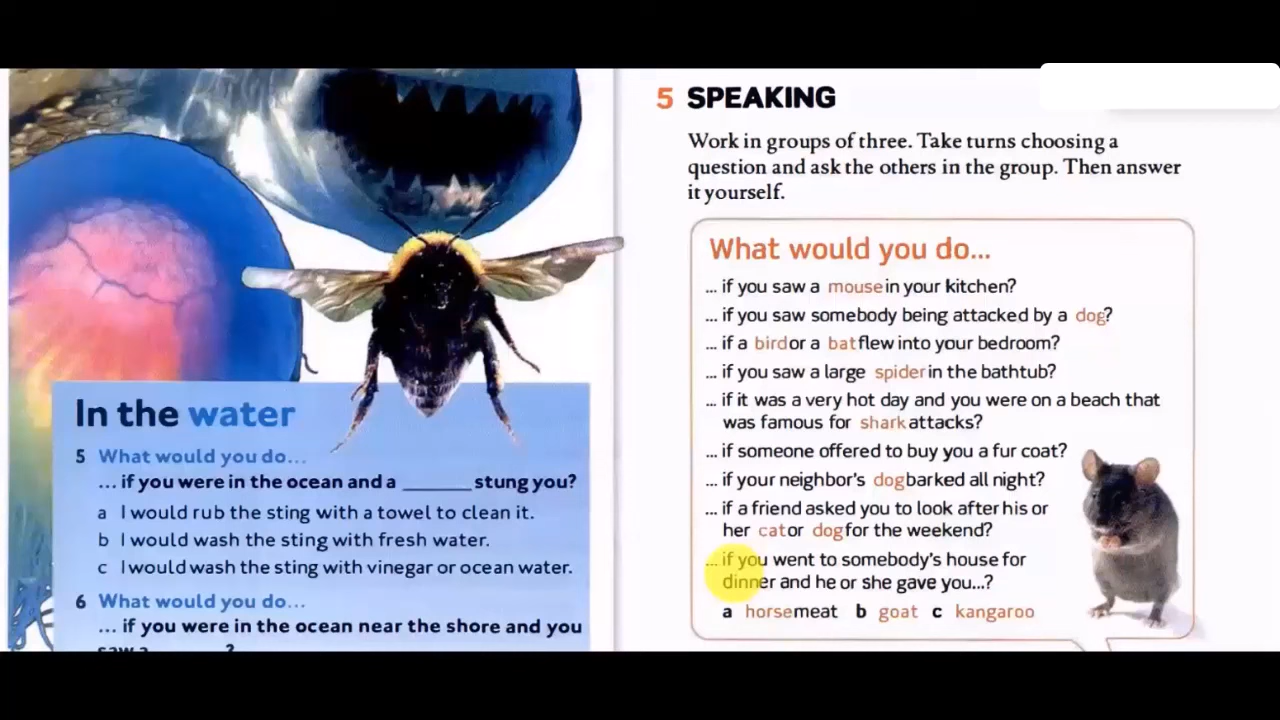 In the water
5 What would you do...
... if you were in the ocean and a _______ stung you?
a I would rub the sting with a towel to clean it.
b I would wash the sting with fresh water.
c I would wash the sting with vinegar or ocean water.
6 What would you do...
... if you were in the ocean near the shore and you
saw a _______?
5 SPEAKING
Work in groups of three. Take turns choosing a
question and ask the others in the group. Then answer
it yourself.
What would you do...
... if you saw a mouse in your kitchen?
... if you saw somebody being attacked by a dog?
... if a bird or a bat flew into your bedroom?
... if you saw a large spider in the bathtub?
... if it was a very hot day and you were on a beach that
was famous for shark attacks?
... if someone offered to buy you a fur coat?
... if your neighbor's dog barked all night?
... if a friend asked you to look after his or
her cat or dog for the weekend?
... if you went to somebody's house for
dinner and he or she gave you...?
a horsemeat b goat c kangaroo